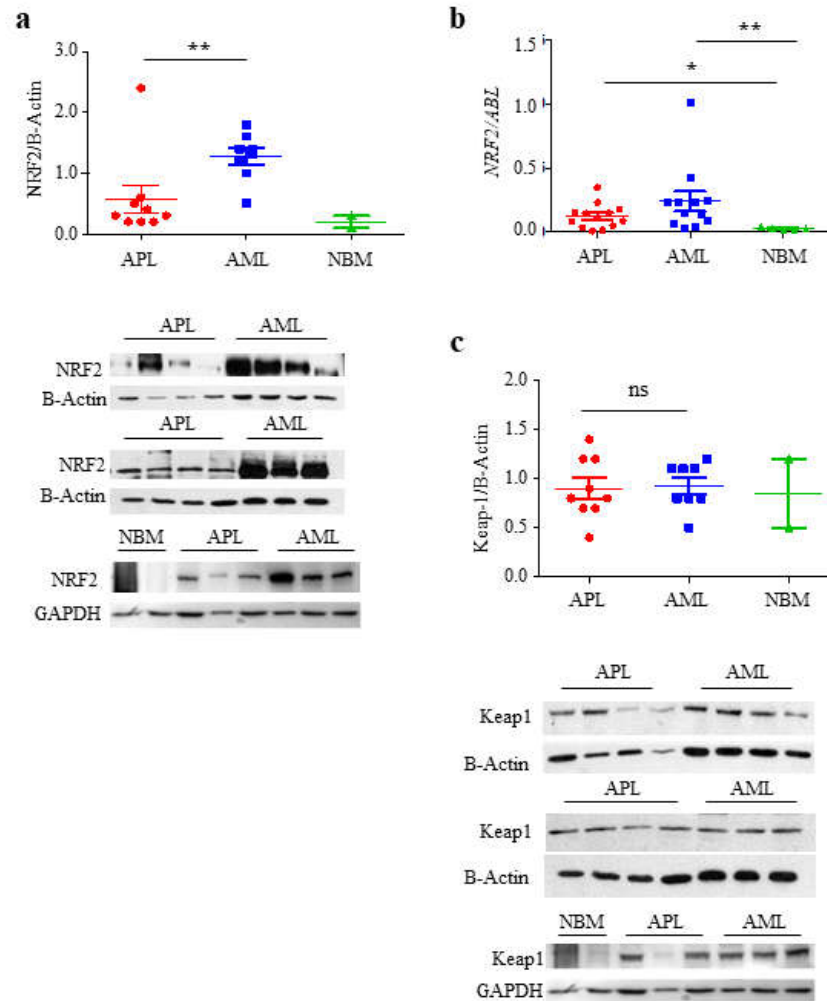 a
3.0
2.0
1.0
0.0
NRF2/B-Actin
**
APL AML NBM
APL AML
NRF2
B-Actin
NRF2
B-Actin
NBM APL AML
NRF2
GAPDH
b
1.5
1.0
0.5
0.0
NRF2/ABL
**
*
APL AML NBM
c
2.0
1.5
1.0
0.5
0.0
Keap-1/B-Actin
ns
APL AML NBM
APL AML
Keap1
B-Actin
APL AML
Keap1
B-Actin
NBM APL AML
Keap1
GAPDH